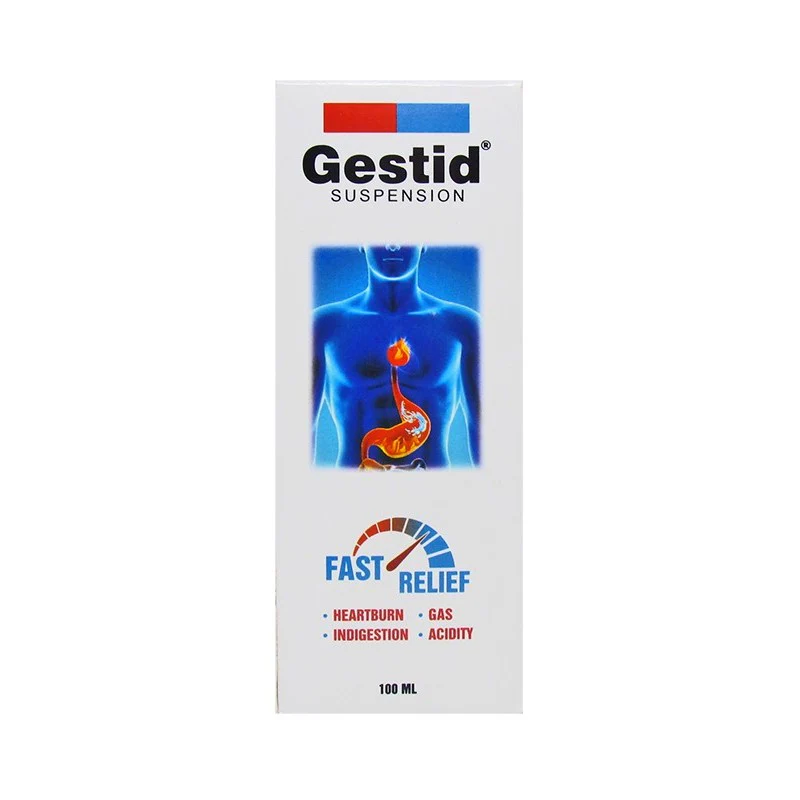 Gestid®
SUSPENSION
FAST RELIEF
• HEARTBURN • GAS
• INDIGESTION • ACIDITY
100 ML